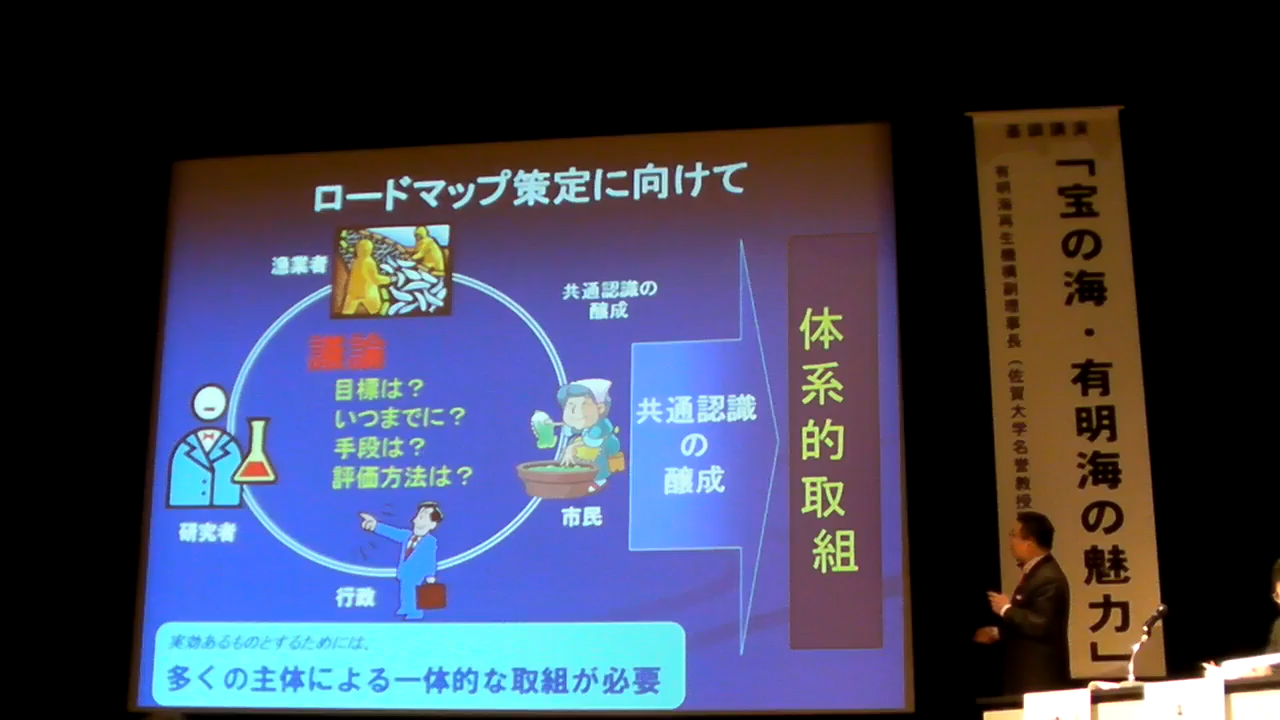 ロードマップ策定に向けて
漁業者
共通認識の
醸成
議論
目標は？
いつまでに？
手段は？
評価方法は？
研究者
市民
行政
共通認識
の
醸成
体系的取組
実効あるものとするためには、
多くの主体による一体的な取組が必要
基調講演
「宝の海・有明海の魅力」
有明海再生機構副理事長（佐賀大学名誉教授